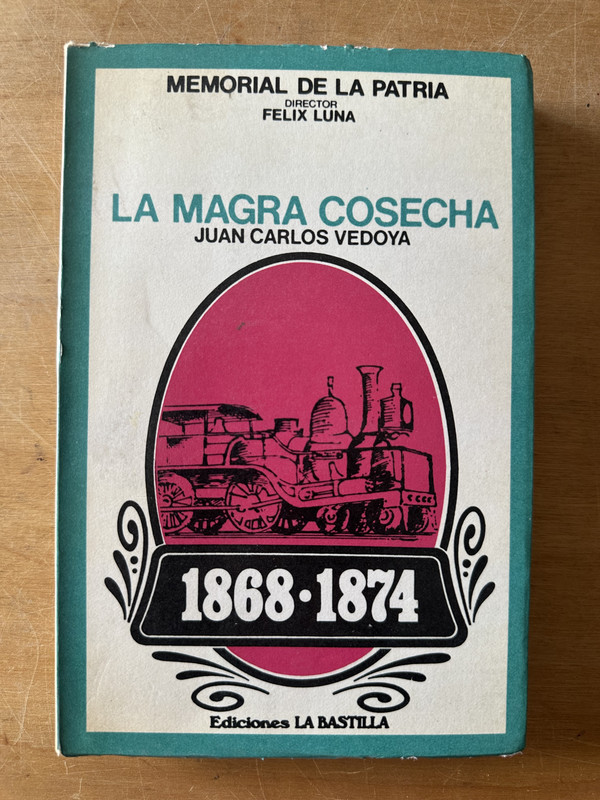 MEMORIAL DE LA PATRIA
DIRECTOR
FELIX LUNA
LA MAGRA COSECHA
JUAN CARLOS VEDOYA
1868·1874
Ediciones LA BASTILLA